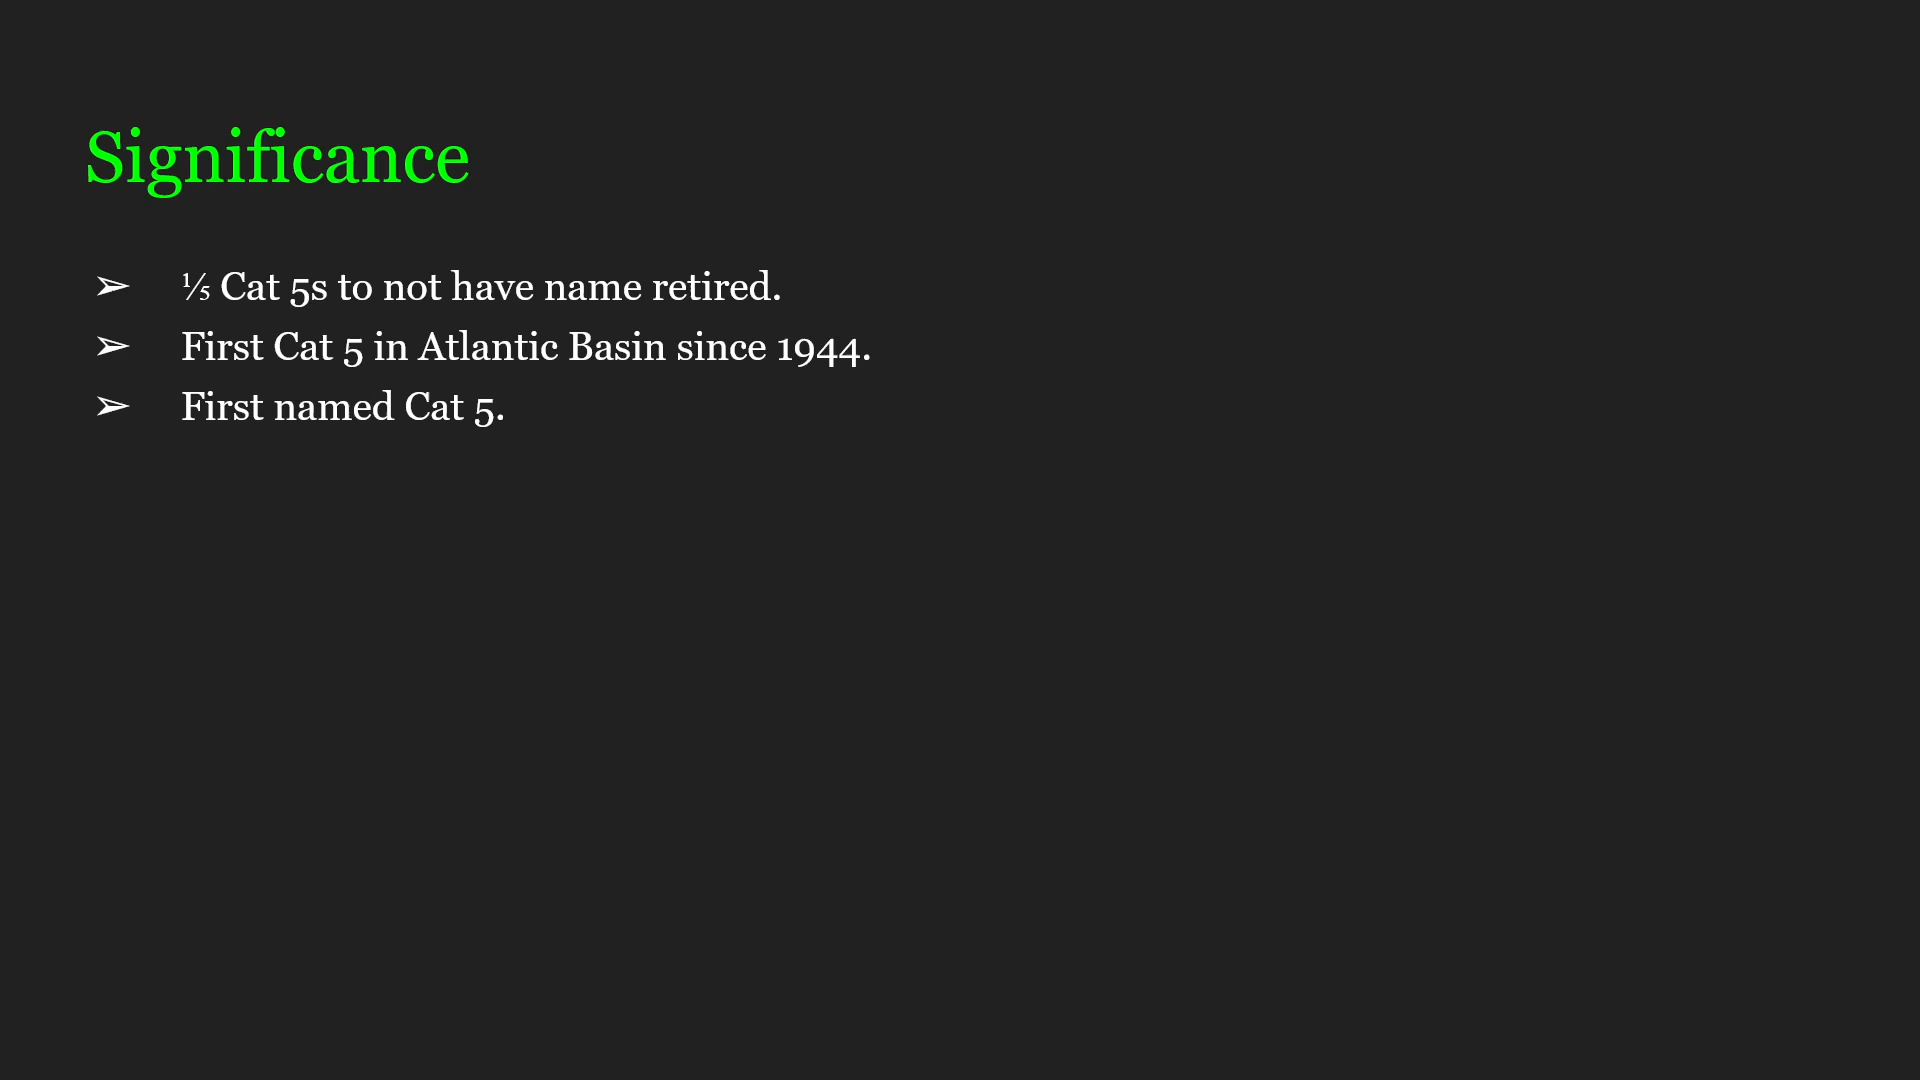 Significance
➢ ⅕ Cat 5s to not have name retired.
➢ First Cat 5 in Atlantic Basin since 1944.
➢ First named Cat 5.